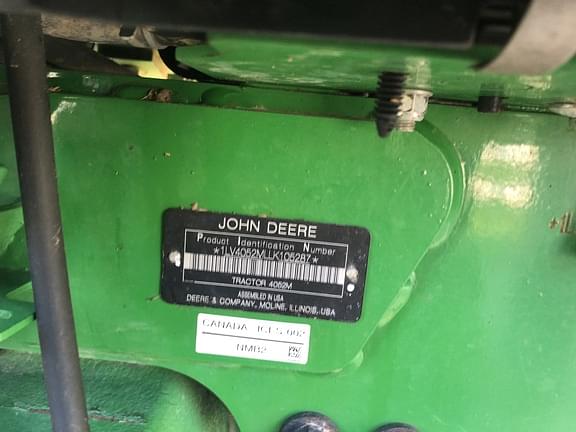 JOHN DEERE
Product Identification Number
*1LV4052MLLK105287*
TRACTOR 4052M
ASSEMBLED IN USA
DEERE & COMPANY, MOLINE, ILLINOIS, USA
CANADA ICES-002
NMB2